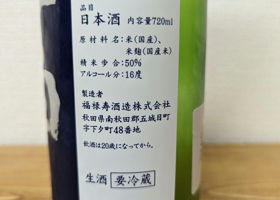 品目
日本酒 内容量720ml
原材料名:米(国産)、
米麹(国産米)
精米歩合:50%
アルコール分:16度
製造者
福禄寿酒造株式会社
秋田県南秋田郡五城目町
字下夕町48番地
飲酒は20歳になってから。
生酒 要冷蔵